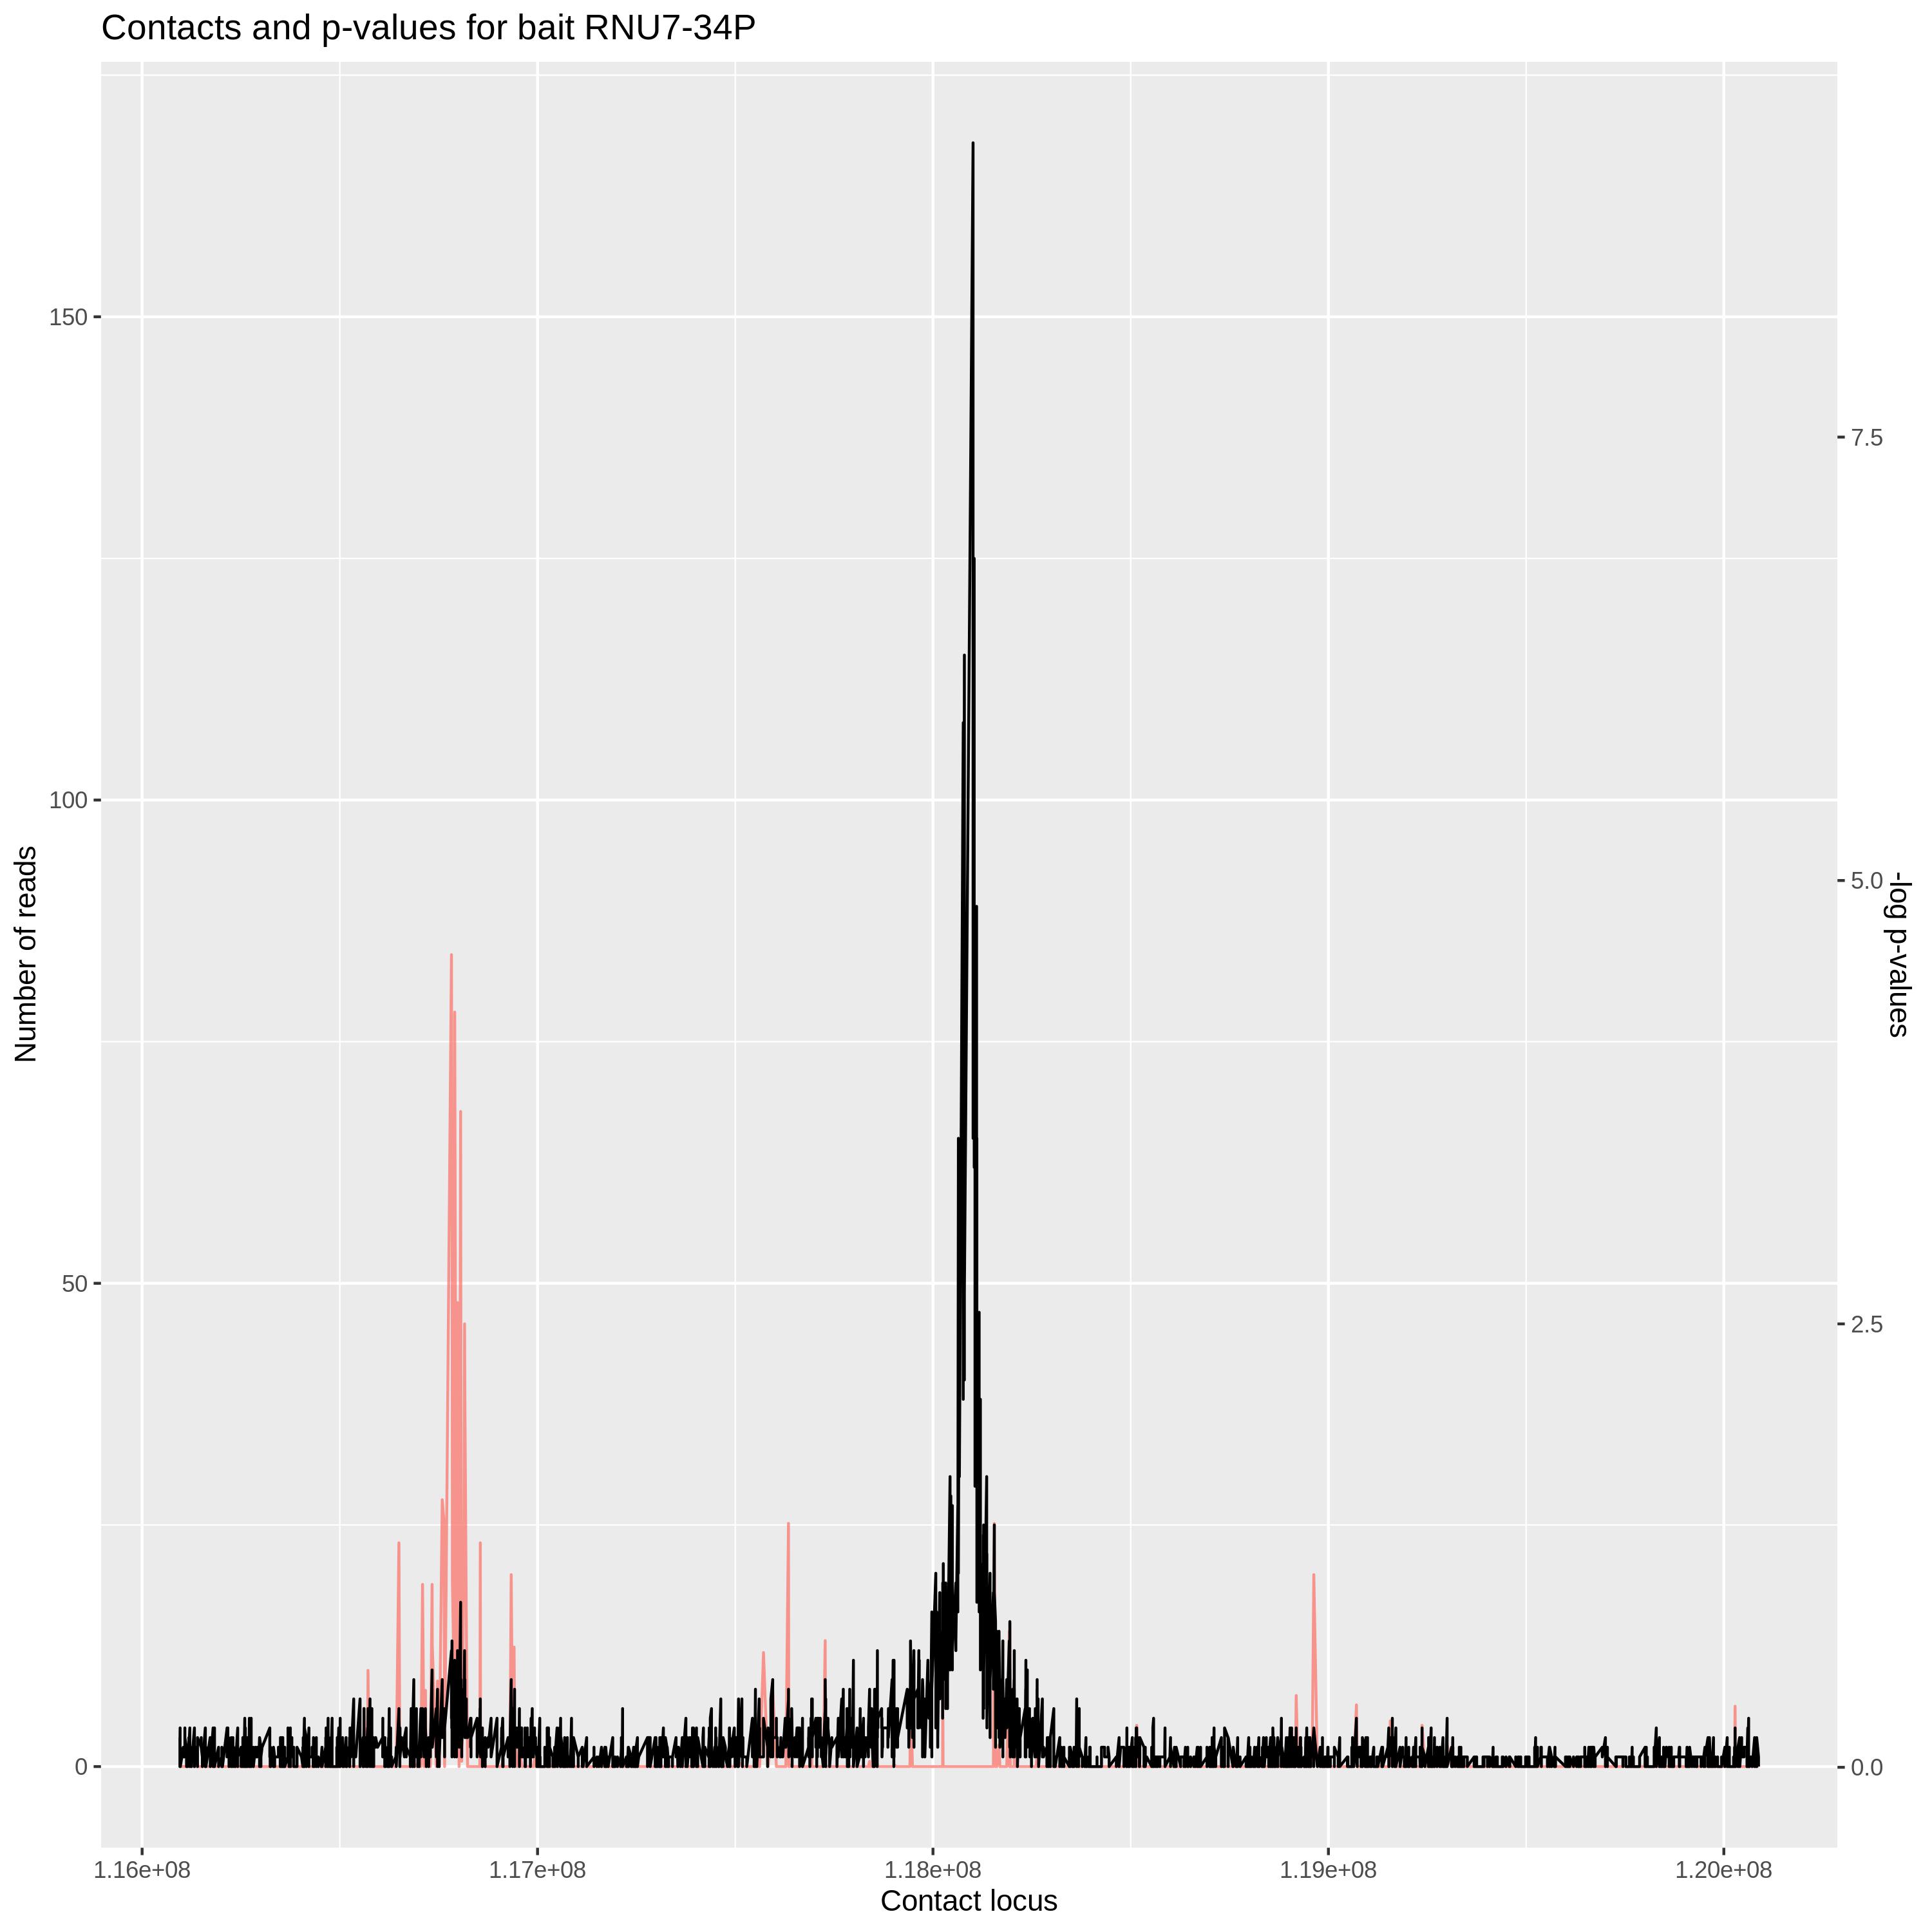 Contacts and p-values for bait RNU7-34P
150
100
50
0
7.5
5.0
2.5
0.0
Number of reads
-log p-values
1.16e+08 1.17e+08 1.18e+08 1.19e+08 1.20e+08
Contact locus